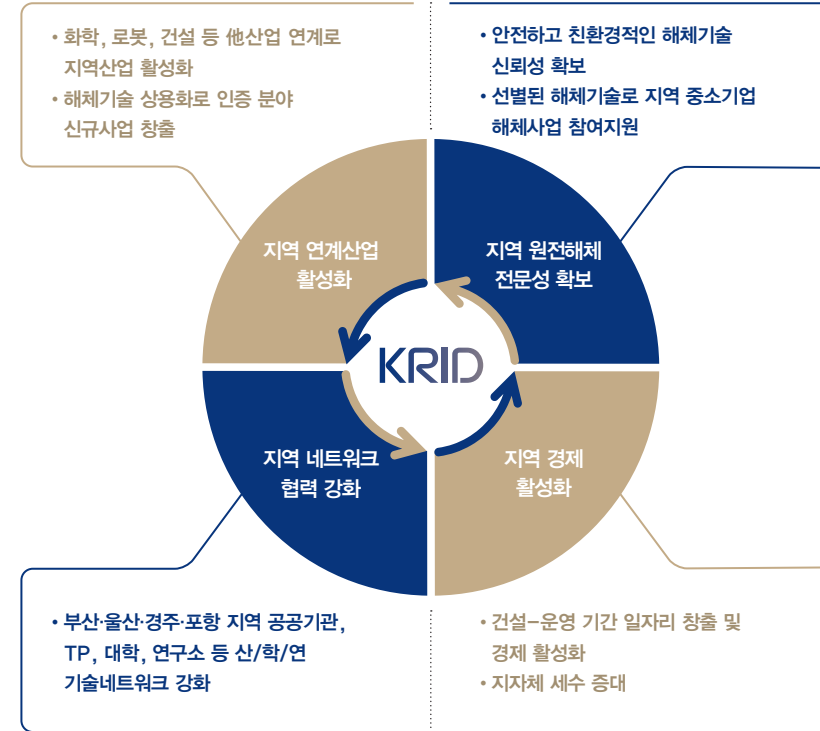 • 화학, 로봇, 건설 등 他산업 연계로
지역산업 활성화
• 해체기술 상용화로 인증 분야
신규사업 창출
• 안전하고 친환경적인 해체기술
신뢰성 확보
• 선별된 해체기술로 지역 중소기업
해체사업 참여지원
지역 연계산업
활성화
지역 원전해체
전문성 확보
KRID
지역 네트워크
협력 강화
지역 경제
활성화
• 부산·울산·경주·포항 지역 공공기관,
TP, 대학, 연구소 등 산/학/연
기술네트워크 강화
• 건설-운영 기간 일자리 창출 및
경제 활성화
• 지자체 세수 증대